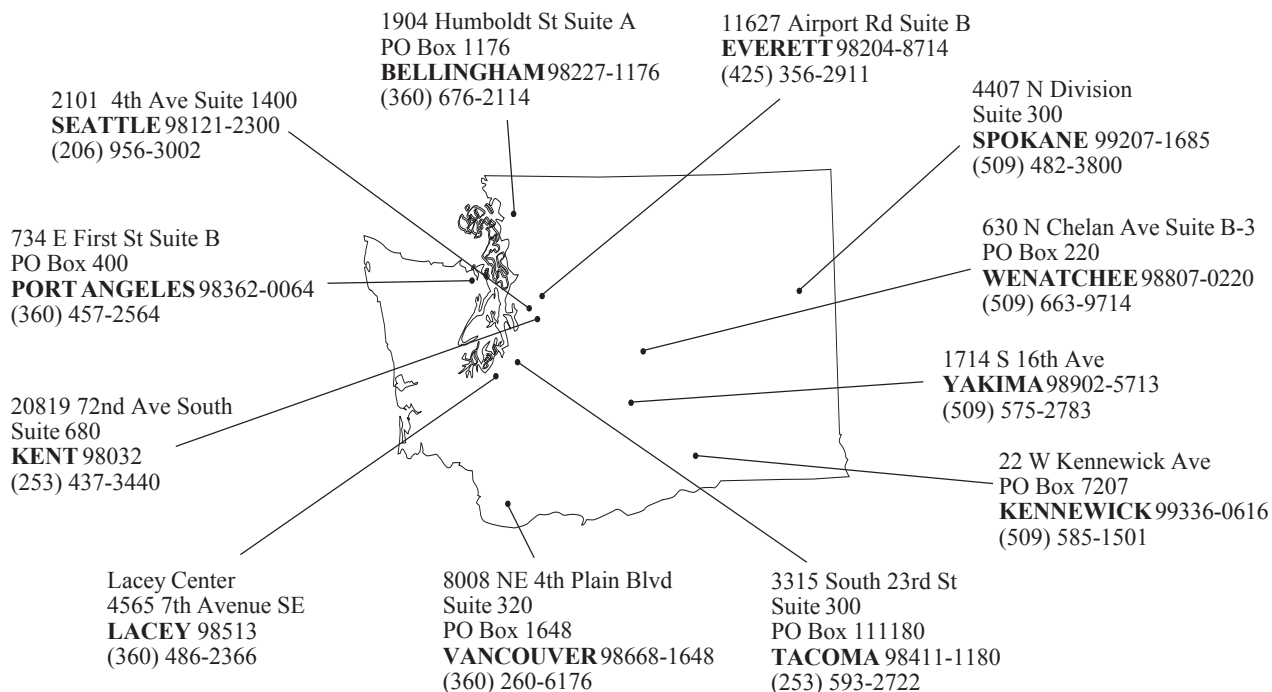 1904 Humboldt St Suite A
PO Box 1176
BELLINGHAM 98227-1176
(360) 676-2114
11627 Airport Rd Suite B
EVERETT 98204-8714
(425) 356-2911
2101 4th Ave Suite 1400
SEATTLE 98121-2300
(206) 956-3002
4407 N Division
Suite 300
SPOKANE 99207-1685
(509) 482-3800
734 E First St Suite B
PO Box 400
PORT ANGELES 98362-0064
(360) 457-2564
630 N Chelan Ave Suite B-3
PO Box 220
WENATCHEE 98807-0220
(509) 663-9714
1714 S 16th Ave
YAKIMA 98902-5713
(509) 575-2783
20819 72nd Ave South
Suite 680
KENT 98032
(253) 437-3440
22 W Kennewick Ave
PO Box 7207
KENNEWICK 99336-0616
(509) 585-1501
Lacey Center
4565 7th Avenue SE
LACEY 98513
(360) 486-2366
8008 NE 4th Plain Blvd
Suite 320
PO Box 1648
VANCOUVER 98668-1648
(360) 260-6176
3315 South 23rd St
Suite 300
PO Box 111180
TACOMA 98411-1180
(253) 593-2722